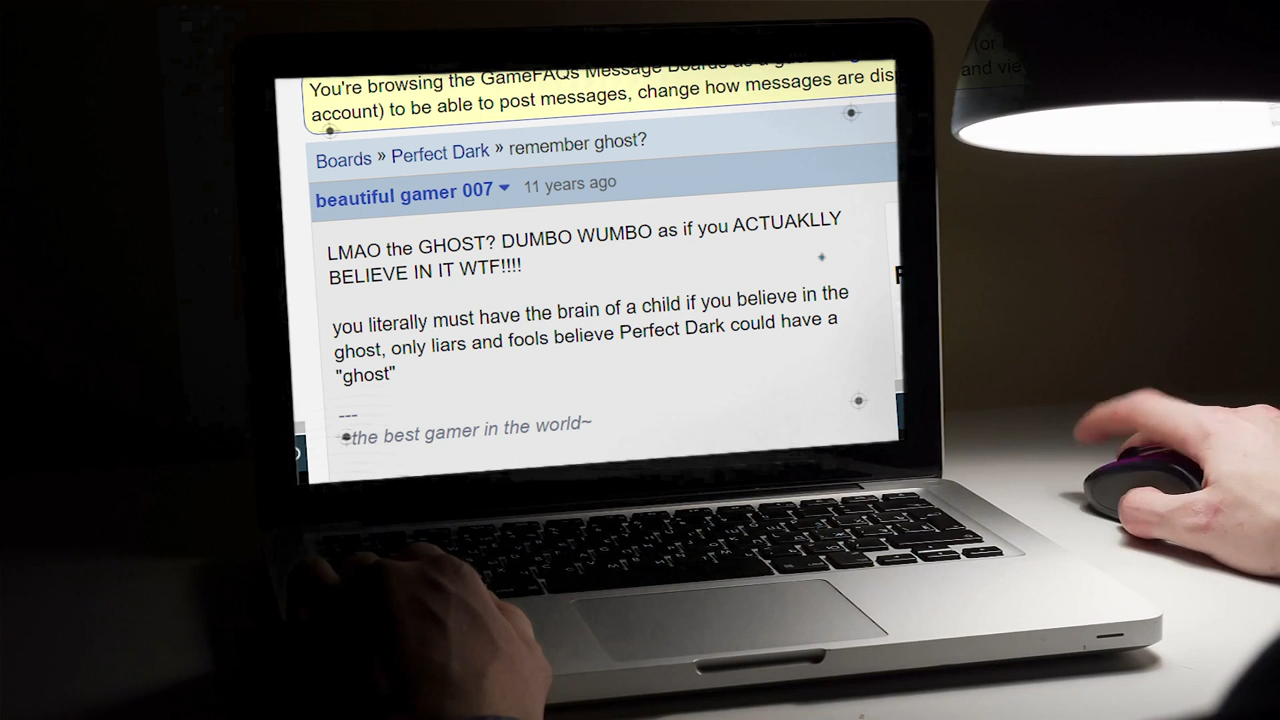 You're browsing the GameFAQs Message Boards as a
account) to be able to post messages, change how messages are
(or
and
Boards » Perfect Dark » remember ghost?
beautiful gamer 007 11 years ago
LMAO the GHOST? DUMBO WUMBO as if you ACTUAKLLY
BELIEVE IN IT WTF!!!!
you literally must have the brain of a child if you believe in the
ghost, only liars and fools believe Perfect Dark could have a
"ghost"
---
~the best gamer in the world~